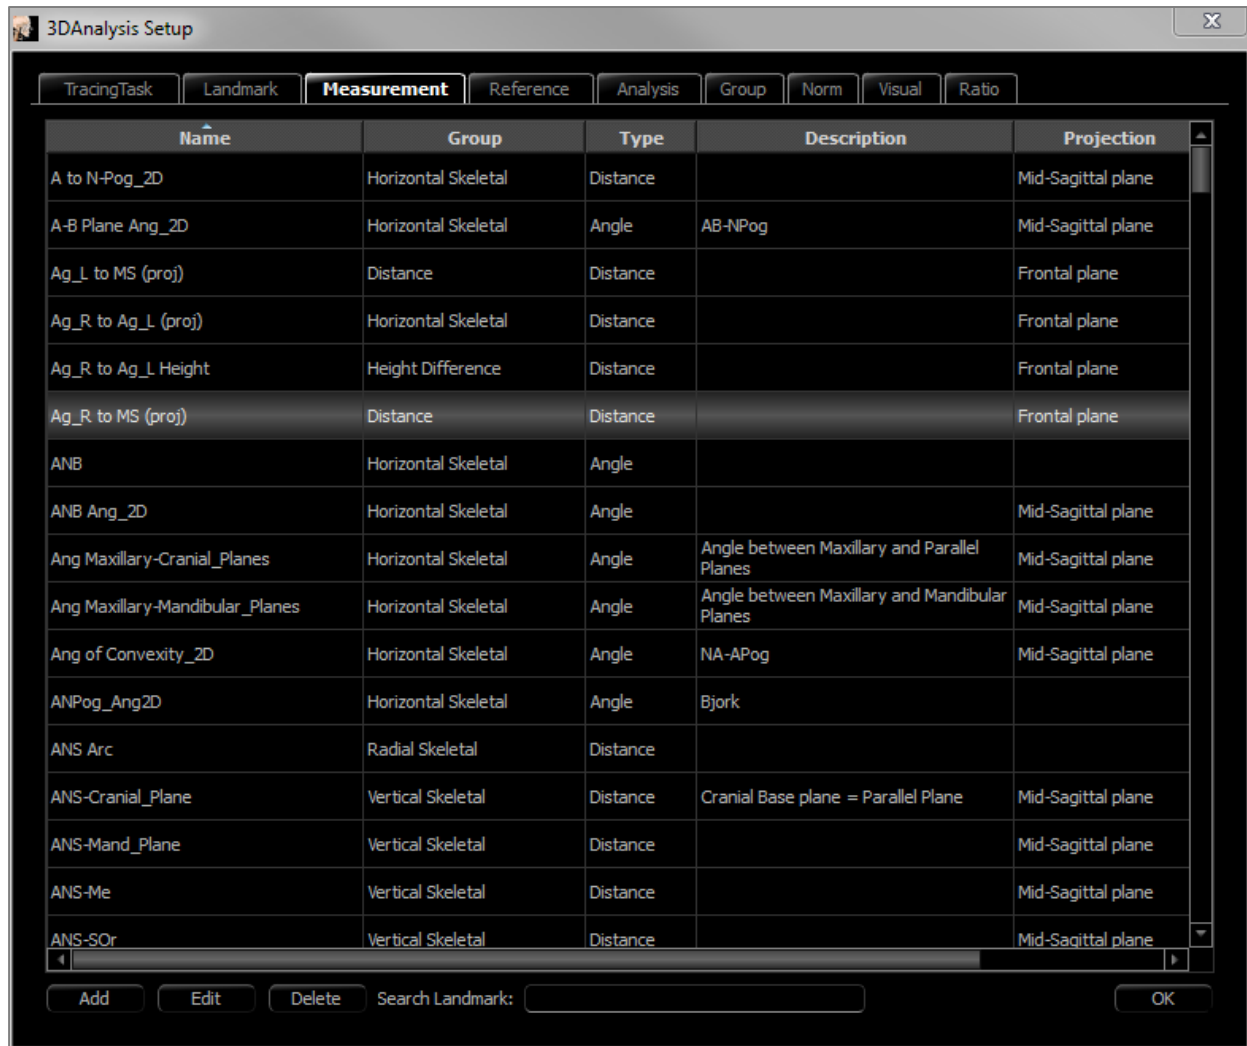 3DAnalysis Setup
TracingTask Landmark Measurement Reference Analysis Group Norm Visual Ratio
Name Group Type Description Projection
A to N-Pog_2D Horizontal Skeletal Distance Mid-Sagittal plane
A-B Plane Ang_2D Horizontal Skeletal Angle AB-NPog Mid-Sagittal plane
Ag_L to MS (proj) Distance Distance Frontal plane
Ag_R to Ag_L (proj) Horizontal Skeletal Distance Frontal plane
Ag_R to Ag_L Height Height Difference Distance Frontal plane
Ag_R to MS (proj) Distance Distance Frontal plane
ANB Horizontal Skeletal Angle
ANB Ang_2D Horizontal Skeletal Angle Mid-Sagittal plane
Ang Maxillary-Cranial_Planes Horizontal Skeletal Angle Angle between Maxillary and Parallel Planes Mid-Sagittal plane
Ang Maxillary-Mandibular_Planes Horizontal Skeletal Angle Angle between Maxillary and Mandibular Planes Mid-Sagittal plane
Ang of Convexity_2D Horizontal Skeletal Angle NA-APog Mid-Sagittal plane
ANPog_Ang2D Horizontal Skeletal Angle Bjork
ANS Arc Radial Skeletal Distance
ANS-Cranial_Plane Vertical Skeletal Distance Cranial Base plane = Parallel Plane Mid-Sagittal plane
ANS-Mand_Plane Vertical Skeletal Distance Mid-Sagittal plane
ANS-Me Vertical Skeletal Distance Mid-Sagittal plane
ANS-SOr Vertical Skeletal Distance Mid-Sagittal plane
Add Edit Delete Search Landmark: OK